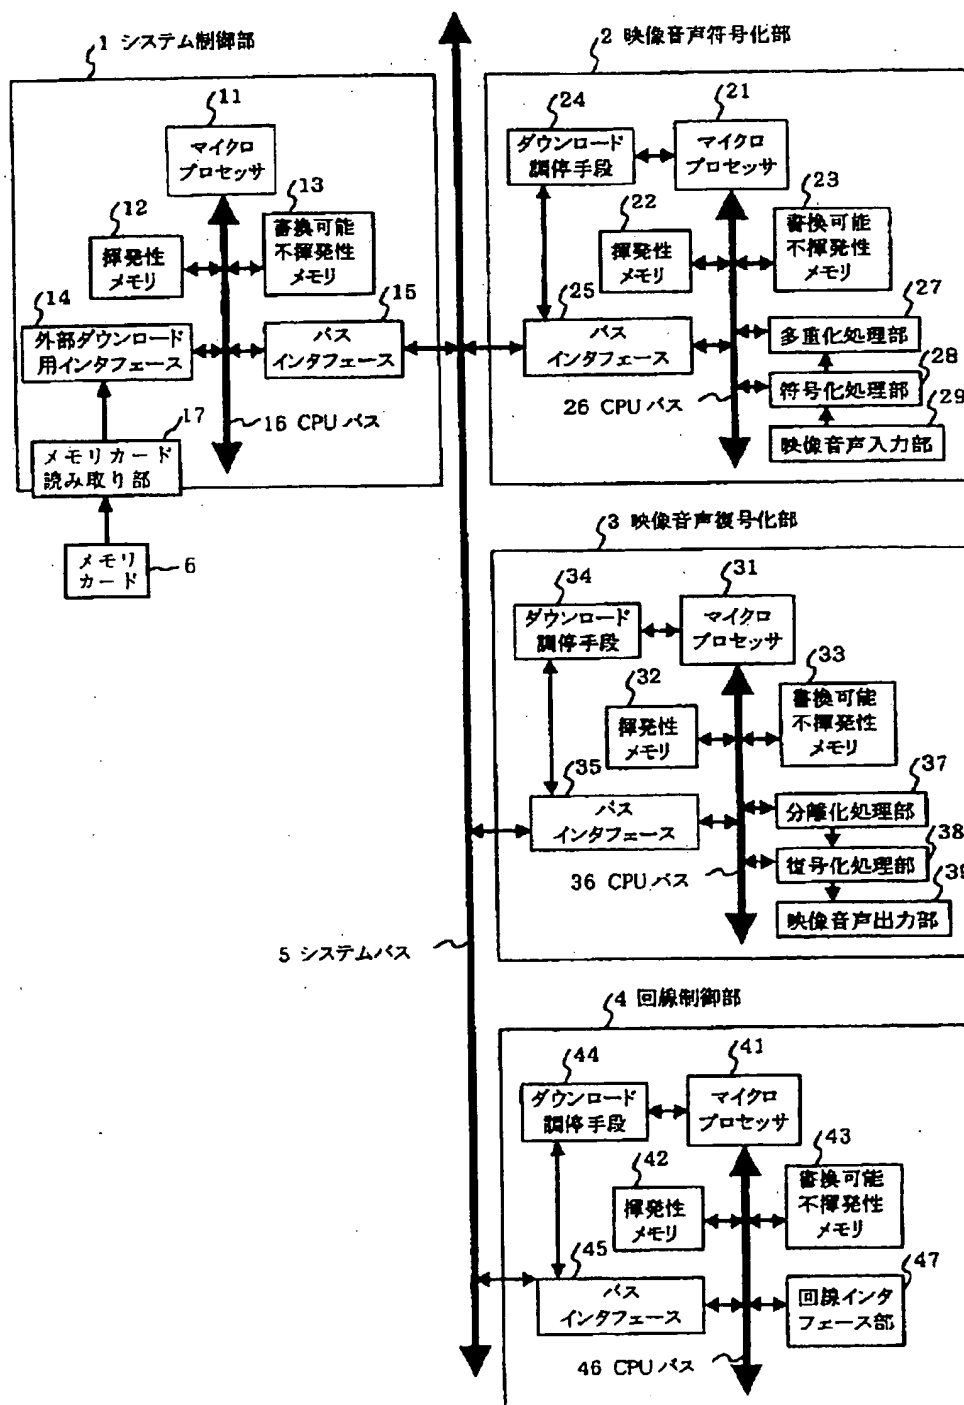 1 システム制御部
11
マイクロ
プロセッサ
12
揮発性
メモリ
13
書換可能
不揮発性
メモリ
14
外部ダウンロード
用インタフェース
15
バス
インタフェース
16 CPU バス
17
メモリカード
読み取り部
メモリ
カード
6
5 システムバス
2 映像音声符号化部
24
ダウンロード
調停手段
21
マイクロ
プロセッサ
22
揮発性
メモリ
23
書換可能
不揮発性
メモリ
25
バス
インタフェース
27
多重化処理部
28
符号化処理部
29
映像音声入力部
26 CPU バス
3 映像音声復号化部
34
ダウンロード
調停手段
31
マイクロ
プロセッサ
32
揮発性
メモリ
33
書換可能
不揮発性
メモリ
35
バス
インタフェース
37
分離化処理部
38
復号化処理部
39
映像音声出力部
36 CPU バス
4 回線制御部
44
ダウンロード
調停手段
41
マイクロ
プロセッサ
42
揮発性
メモリ
43
書換可能
不揮発性
メモリ
45
バス
インタフェース
47
回線インタ
フェース部
46 CPU バス